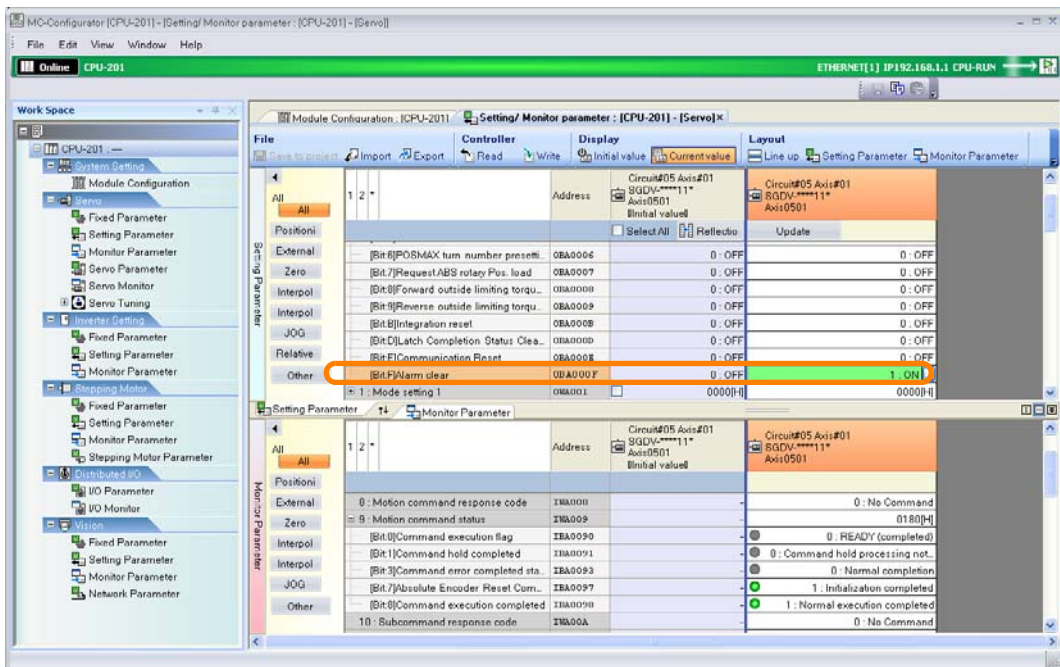 MC-Configurator [CPU-201] - [Setting/ Monitor parameter : [CPU-201] - [Servo]]
File Edit View Window Help
Online CPU-201 ETHERNET[1] IP192.168.1.1 CPU-RUN
Work Space
CPU-201 : ---
System Setting
Module Configuration
Servo
Fixed Parameter
Setting Parameter
Monitor Parameter
Servo Parameter
Servo Monitor
Servo Tuning
Inverter Setting
Fixed Parameter
Setting Parameter
Monitor Parameter
Stepping Motor
Fixed Parameter
Setting Parameter
Monitor Parameter
Stepping Motor Parameter
Distributed I/O
I/O Parameter
I/O Monitor
Vision
Fixed Parameter
Setting Parameter
Monitor Parameter
Network Parameter
Module Configuration : [CPU-201] Setting/ Monitor parameter : [CPU-201] - [Servo] ×
File Controller Display Layout
Save to project Import Export Read Write Initial value Current value Line up Setting Parameter Monitor Parameter
Setting Parameter
All
All
Positioni
External
Zero
Interpol
Interpol
JOG
Relative
Other
1 2 * Address
Circuit#05 Axis#01
SGDV-****11*
Axis0501
[Initial value]
Circuit#05 Axis#01
SGDV-****11*
Axis0501
Select All Reflectio Update
[Bit:6]POSMAX turn number presetti... OBA0006 0 : OFF 0 : OFF
[Bit:7]Request ABS rotary Pos. load OBA0007 0 : OFF 0 : OFF
[Bit:8]Forward outside limiting torqu... OBA0008 0 : OFF 0 : OFF
[Bit:9]Reverse outside limiting torqu... OBA0009 0 : OFF 0 : OFF
[Bit:B]Integration reset OBA000B 0 : OFF 0 : OFF
[Bit:D]Latch Completion Status Clea... OBA000D 0 : OFF 0 : OFF
[Bit:E]Communication Reset OBA000E 0 : OFF 0 : OFF
[Bit:F]Alarm clear OBA000F 0 : OFF 1 : ON
1 : Mode setting 1 OWA001 0000[H] 0000[H]
Setting Parameter Monitor Parameter
Monitor Parameter
All
All
Positioni
External
Zero
Interpol
Interpol
JOG
Other
1 2 * Address
Circuit#05 Axis#01
SGDV-****11*
Axis0501
[Initial value]
Circuit#05 Axis#01
SGDV-****11*
Axis0501
8 : Motion command response code IWA008 - 0 : No Command
9 : Motion command status IWA009 - 0180[H]
[Bit:0]Command execution flag IBA0090 - 0 : READY (completed)
[Bit:1]Command hold completed IBA0091 - 0 : Command hold processing not...
[Bit:3]Command error completed sta... IBA0093 - 0 : Normal completion
[Bit:7]Absolute Encoder Reset Com... IBA0097 - 1 : Initialization completed
[Bit:8]Command execution completed IBA0098 - 1 : Normal execution completed
10 : Subcommand response code IWA00A - 0 : No Command